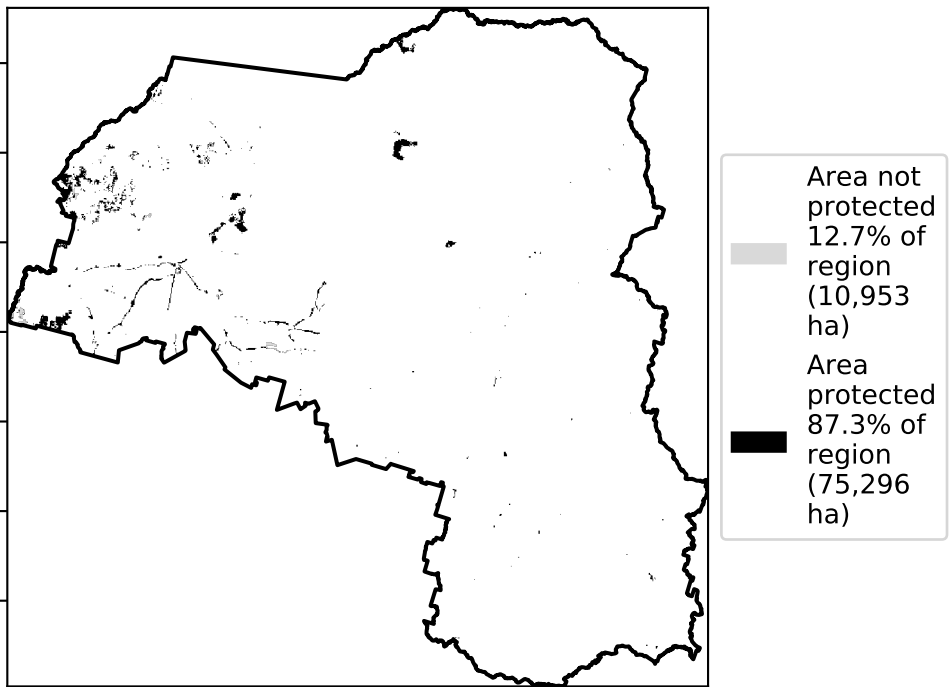 Area not
protected
12.7% of
region
(10,953
ha)
Area
protected
87.3% of
region
(75,296
ha)